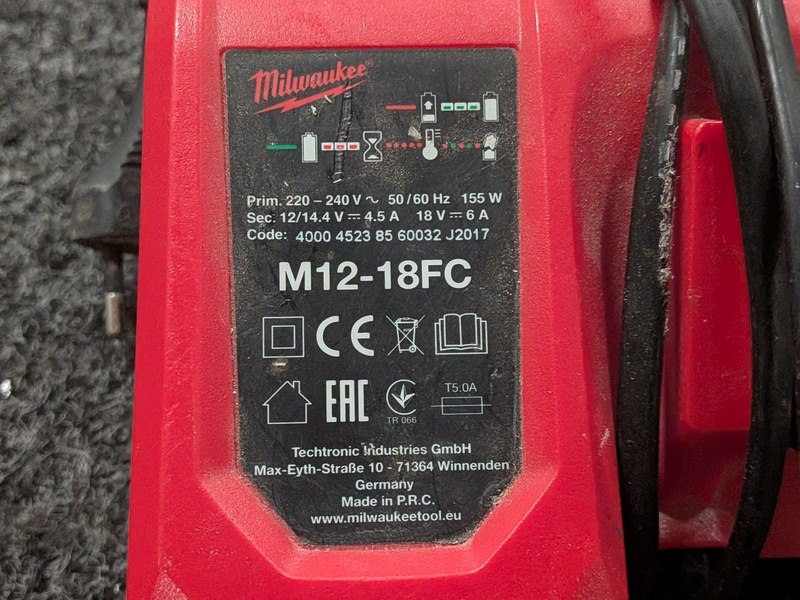 Milwaukee®
Prim. 220 – 240 V ~ 50/60 Hz 155 W
Sec. 12/14.4 V ⎓ 4.5 A 18 V ⎓ 6 A
Code: 4000 4523 85 60032 J2017
M12-18FC
CE
EAC
T5.0A
TR 066
Techtronic Industries GmbH
Max-Eyth-Straße 10 - 71364 Winnenden
Germany
Made in P.R.C.
www.milwaukeetool.eu